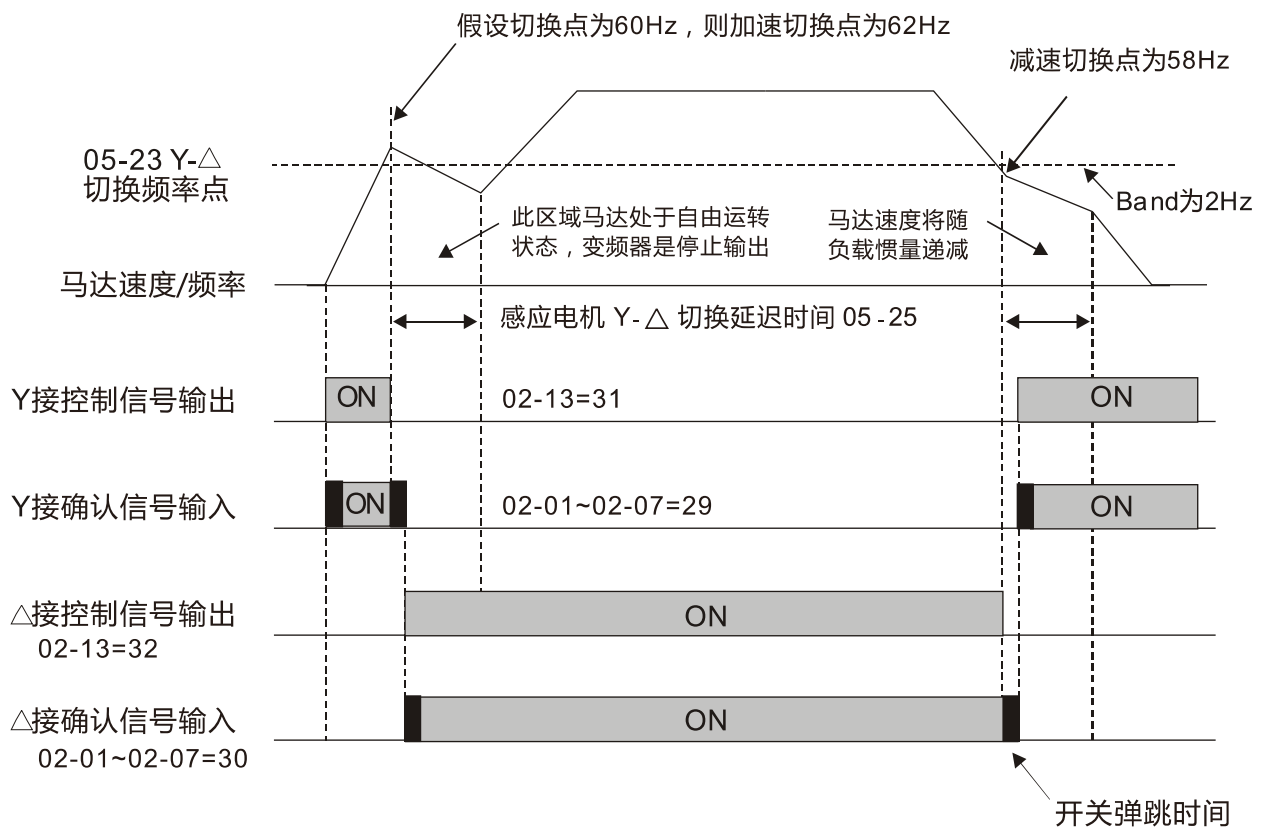 假设切换点为60Hz，则加速切换点为62Hz
减速切换点为58Hz
05-23 Y-△
切换频率点
Band为2Hz
此区域马达处于自由运转
状态，变频器是停止输出
马达速度将随
负载惯量递减
马达速度/频率
感应电机 Y-△ 切换延迟时间 05-25
Y接控制信号输出
ON
02-13=31
ON
Y接确认信号输入
ON
02-01~02-07=29
ON
△接控制信号输出
02-13=32
ON
△接确认信号输入
02-01~02-07=30
ON
开关弹跳时间